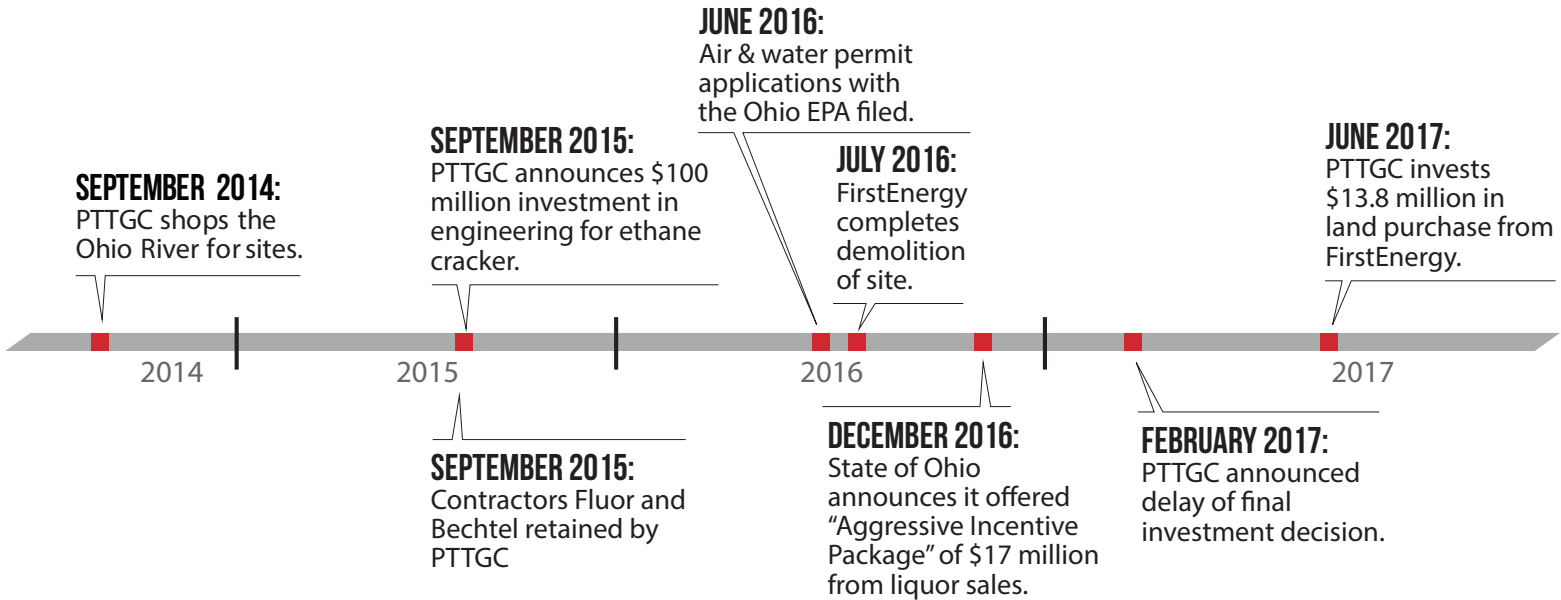 SEPTEMBER 2014:
PTTGC shops the
Ohio River for sites.
SEPTEMBER 2015:
PTTGC announces $100
million investment in
engineering for ethane
cracker.
JUNE 2016:
Air & water permit
applications with
the Ohio EPA filed.
JULY 2016:
FirstEnergy
completes
demolition
of site.
JUNE 2017:
PTTGC invests
$13.8 million in
land purchase from
FirstEnergy.
2014
2015
2016
2017
SEPTEMBER 2015:
Contractors Fluor and
Bechtel retained by
PTTGC
DECEMBER 2016:
State of Ohio
announces it offered
“Aggressive Incentive
Package” of $17 million
from liquor sales.
FEBRUARY 2017:
PTTGC announced
delay of final
investment decision.